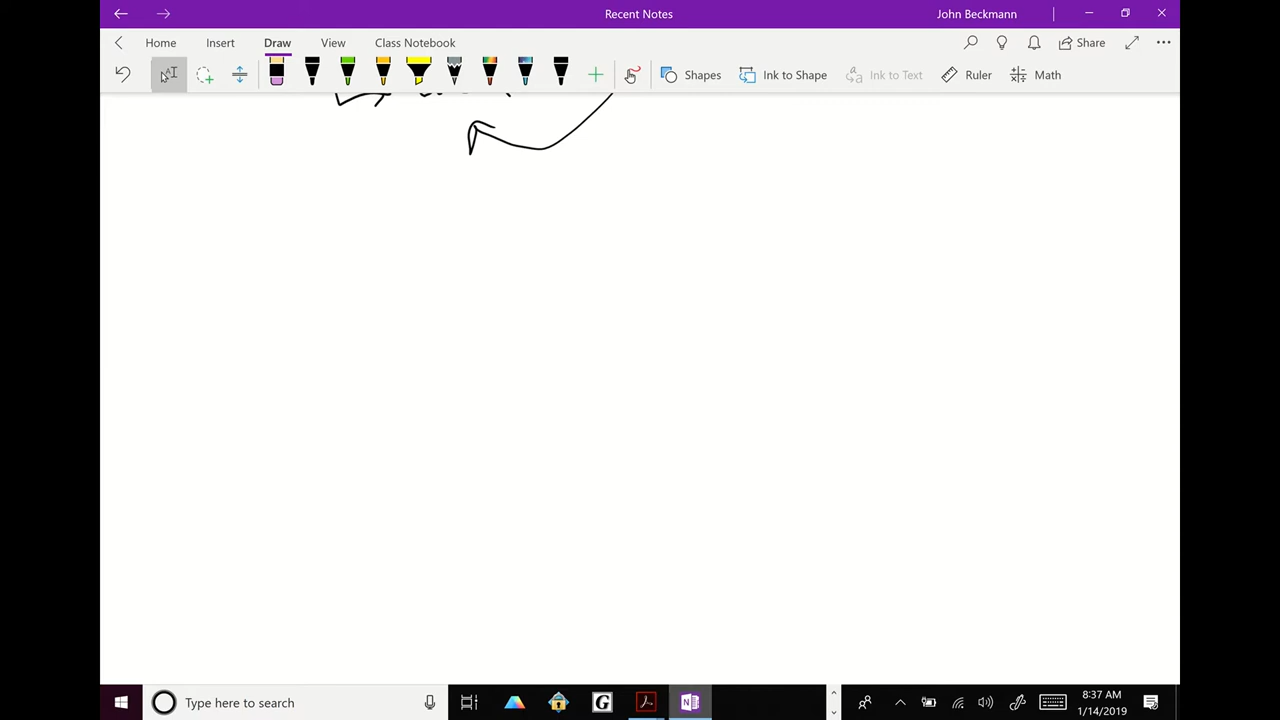 Recent Notes
John Beckmann
Home Insert Draw View Class Notebook
Share
Shapes Ink to Shape Ink to Text Ruler Math
Type here to search
G
N
8:37 AM
1/14/2019